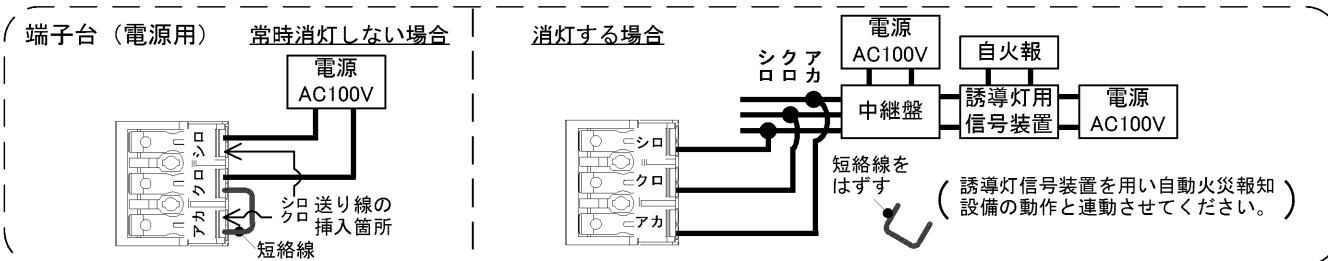 端子台（電源用）
常時消灯しない場合
電源
AC100V
シロ
クロ
アカ
シロ
クロ
送り線の
挿入箇所
短絡線
消灯する場合
シロ
クロ
アカ
電源
AC100V
自火報
中継盤
誘導灯用
信号装置
電源
AC100V
シロ
クロ
アカ
短絡線を
はずす
(誘導灯信号装置を用い自動火災報知
設備の動作と連動させてください。)